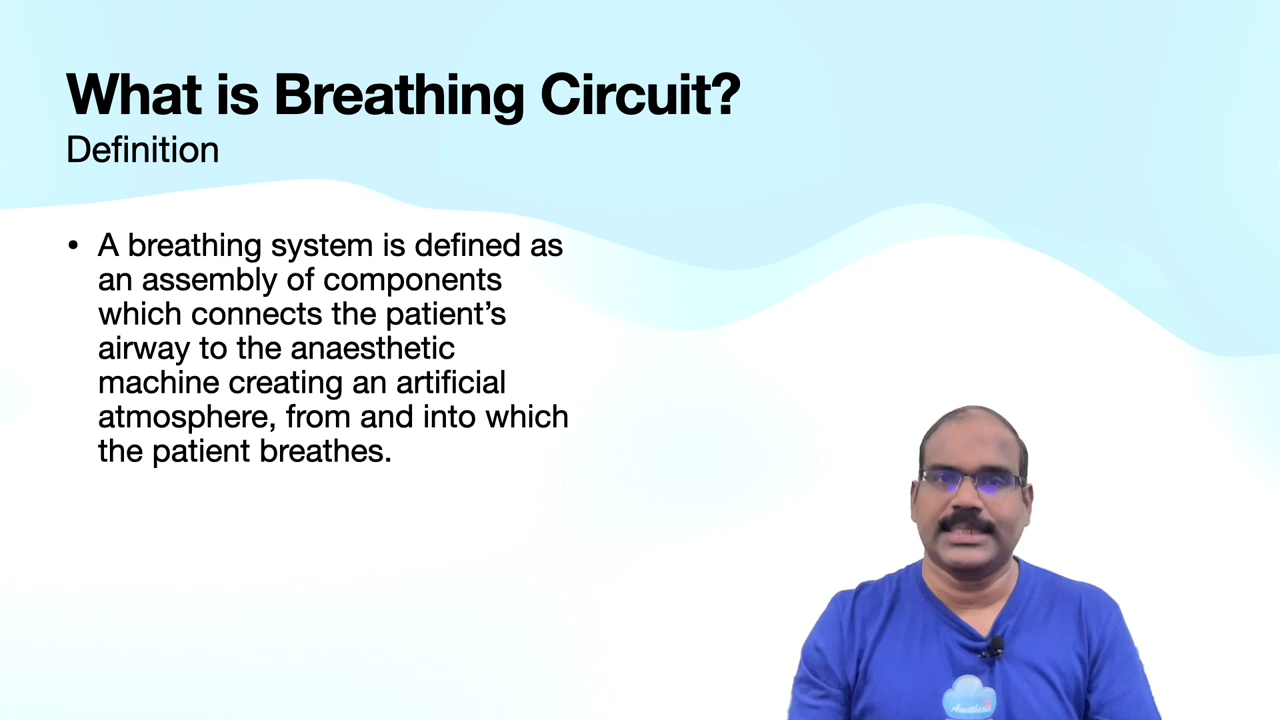 What is Breathing Circuit?
Definition
• A breathing system is defined as
an assembly of components
which connects the patient’s
airway to the anaesthetic
machine creating an artificial
atmosphere, from and into which
the patient breathes.